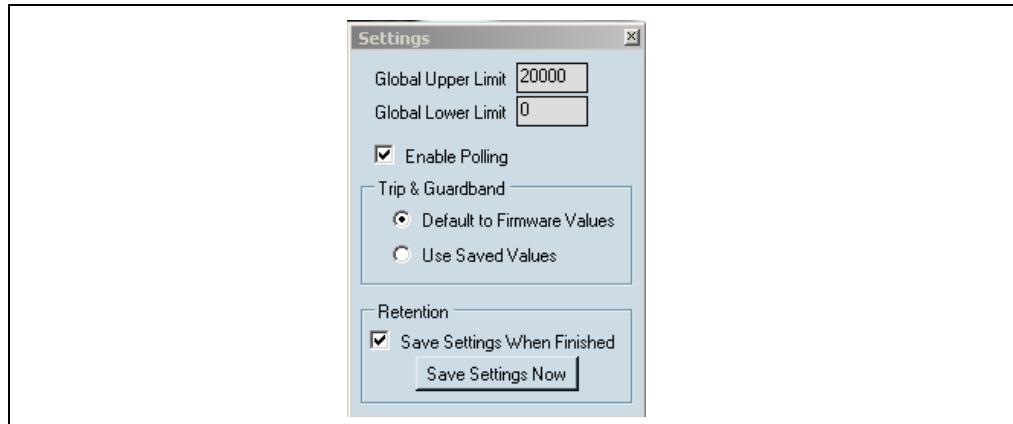 Settings
Global Upper Limit 20000
Global Lower Limit 0
Enable Polling
Trip & Guardband
Default to Firmware Values
Use Saved Values
Retention
Save Settings When Finished
Save Settings Now